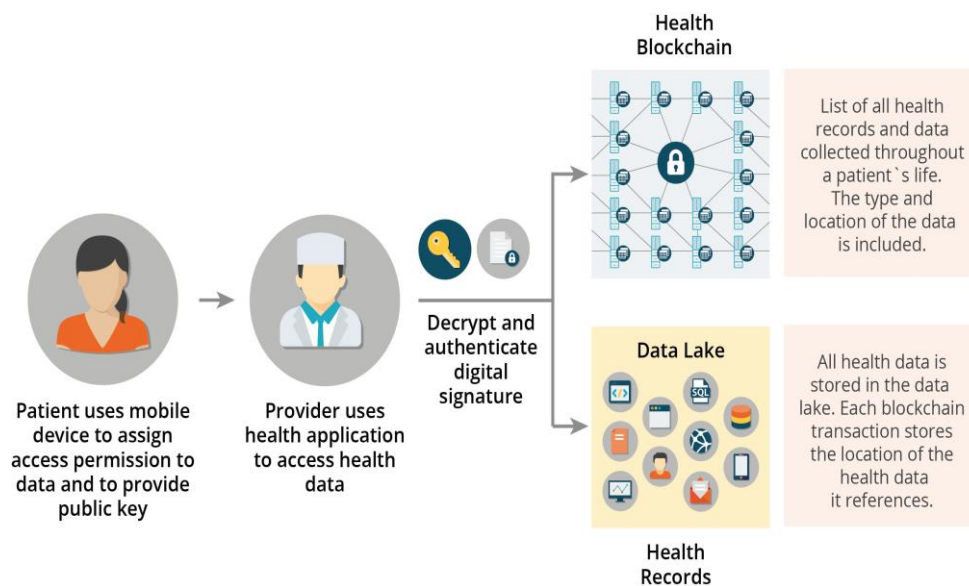 Health
Blockchain
List of all health
records and data
collected throughout
a patient`s life.
The type and
location of the data
is included.
Patient uses mobile
device to assign
access permission to
data and to provide
public key
Provider uses
health application
to access health
data
Decrypt and
authenticate
digital
signature
Data Lake
SQL
All health data is
stored in the data
lake. Each blockchain
transaction stores
the location of the
health data
it references.
Health
Records